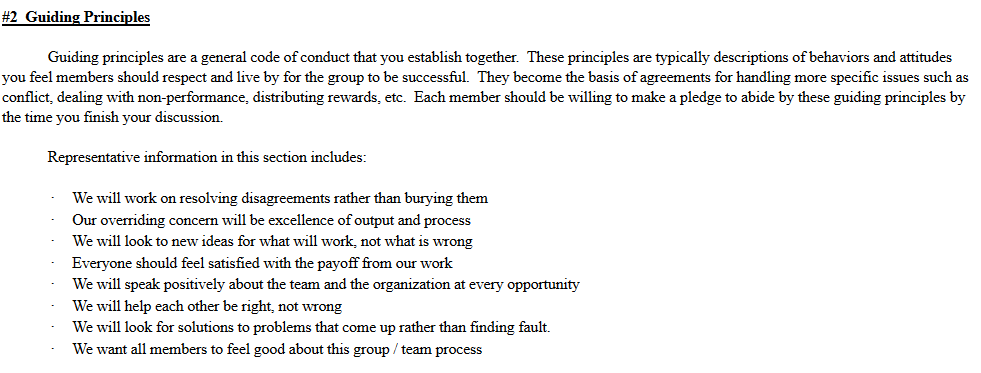 #2 Guiding Principles
Guiding principles are a general code of conduct that you establish together. These principles are typically descriptions of behaviors and attitudes
you feel members should respect and live by for the group to be successful. They become the basis of agreements for handling more specific issues such as
conflict, dealing with non-performance, distributing rewards, etc. Each member should be willing to make a pledge to abide by these guiding principles by
the time you finish your discussion.
Representative information in this section includes:
· We will work on resolving disagreements rather than burying them
· Our overriding concern will be excellence of output and process
· We will look to new ideas for what will work, not what is wrong
· Everyone should feel satisfied with the payoff from our work
· We will speak positively about the team and the organization at every opportunity
· We will help each other be right, not wrong
· We will look for solutions to problems that come up rather than finding fault.
· We want all members to feel good about this group / team process